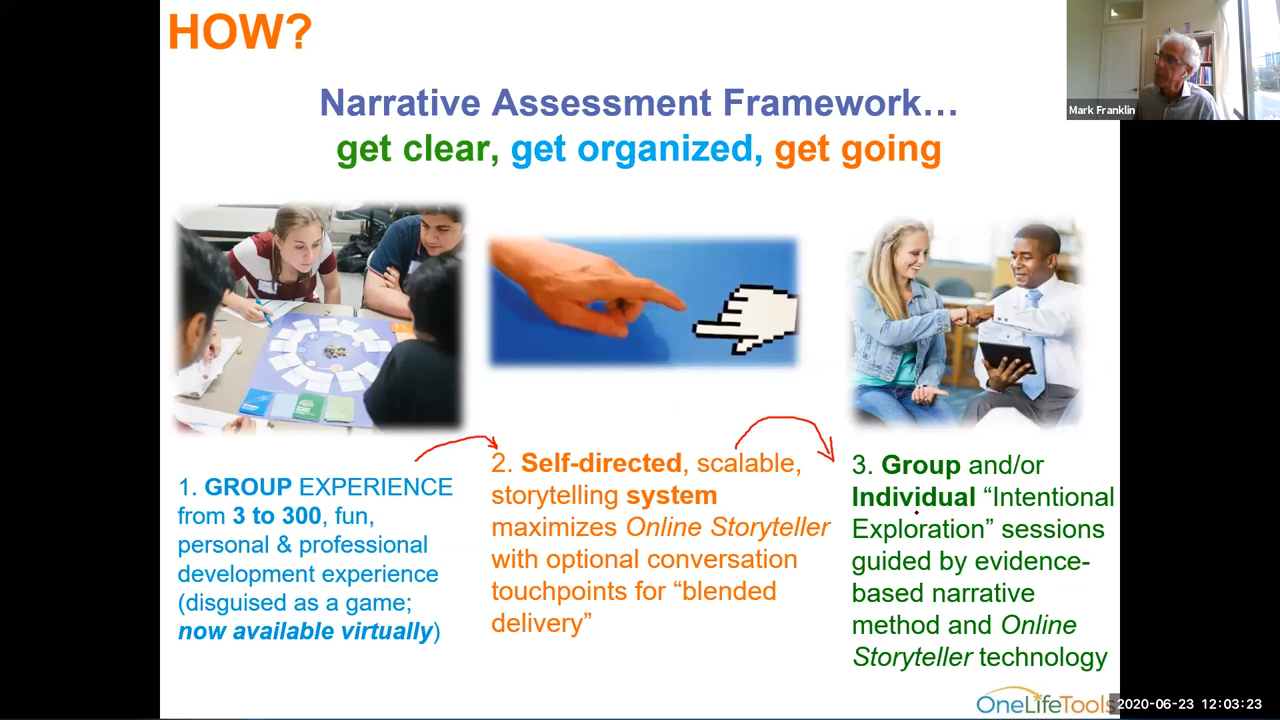 HOW?
Mark Franklin
Narrative Assessment Framework…
get clear, get organized, get going
1. GROUP EXPERIENCE
from 3 to 300, fun,
personal & professional
development experience
(disguised as a game;
now available virtually)
2. Self-directed, scalable,
storytelling system
maximizes Online Storyteller
with optional conversation
touchpoints for “blended
delivery”
3. Group and/or
Individual “Intentional
Exploration” sessions
guided by evidence-
based narrative
method and Online
Storyteller technology
OneLifeTools
2020-06-23 12:03:23